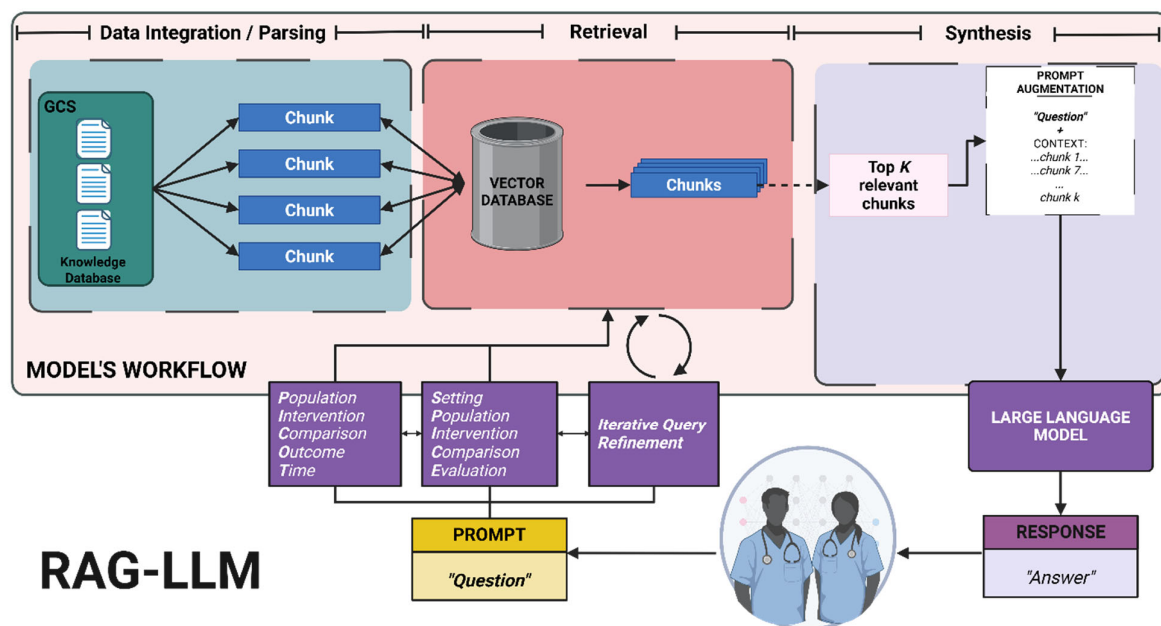 Data Integration / Parsing
Retrieval
Synthesis
GCS
Knowledge
Database
Chunk
Chunk
Chunk
Chunk
VECTOR
DATABASE
Chunks
Top K
relevant
chunks
PROMPT
AUGMENTATION
"Question"
+
CONTEXT:
...chunk 1...
...chunk 7...
...
chunk k
MODEL'S WORKFLOW
Population
Intervention
Comparison
Outcome
Time
Setting
Population
Intervention
Comparison
Evaluation
Iterative Query
Refinement
LARGE LANGUAGE
MODEL
PROMPT
"Question"
RESPONSE
"Answer"
RAG-LLM